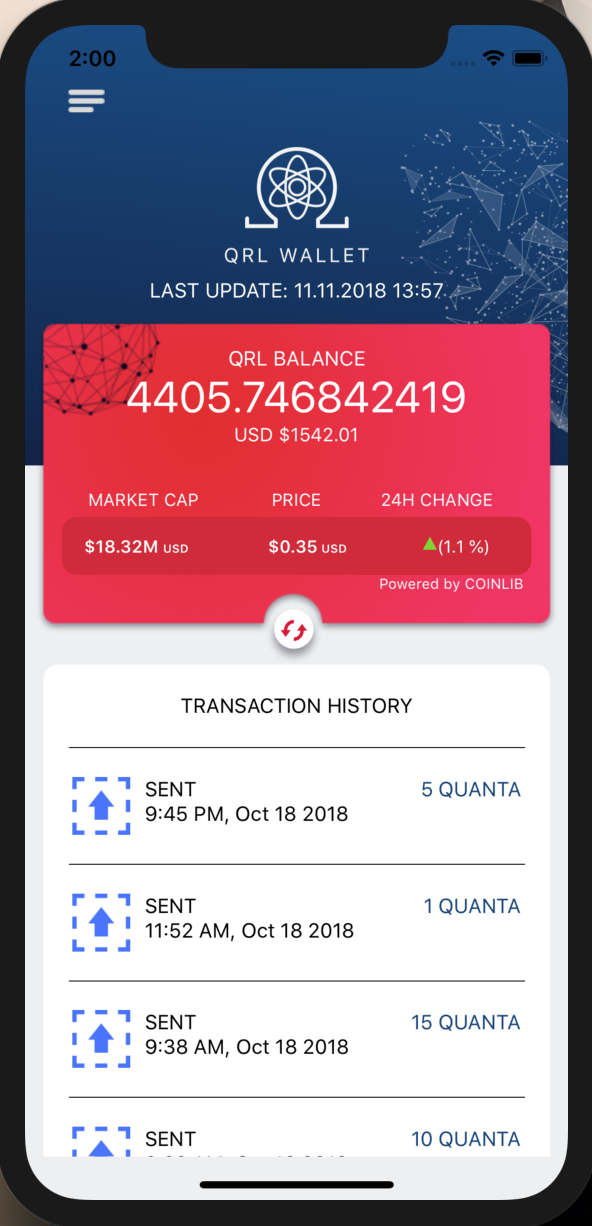 2:00
QRL WALLET
LAST UPDATE: 11.11.2018 13:57
QRL BALANCE
4405.746842419
USD $1542.01
MARKET CAP PRICE 24H CHANGE
$18.32M USD $0.35 USD (1.1 %)
Powered by COINLIB
TRANSACTION HISTORY
SENT 5 QUANTA
9:45 PM, Oct 18 2018
SENT 1 QUANTA
11:52 AM, Oct 18 2018
SENT 15 QUANTA
9:38 AM, Oct 18 2018
SENT 10 QUANTA